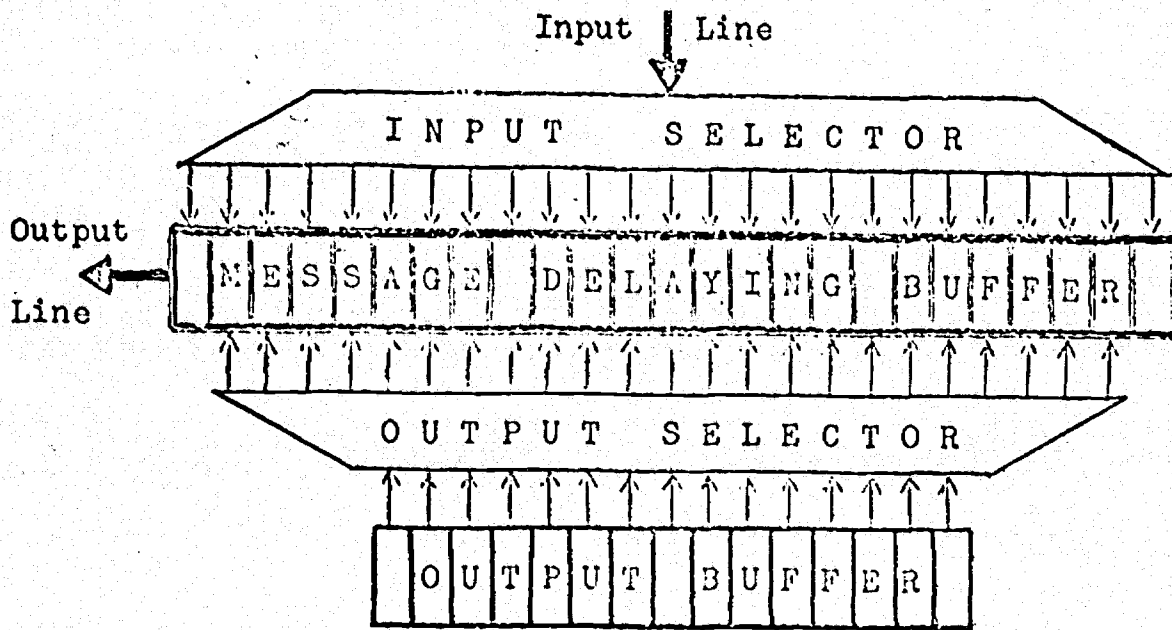 Input Line
INPUT SELECTOR
Output
Line
MESSAGE DELAYING BUFFER
OUTPUT SELECTOR
OUTPUT BUFFER